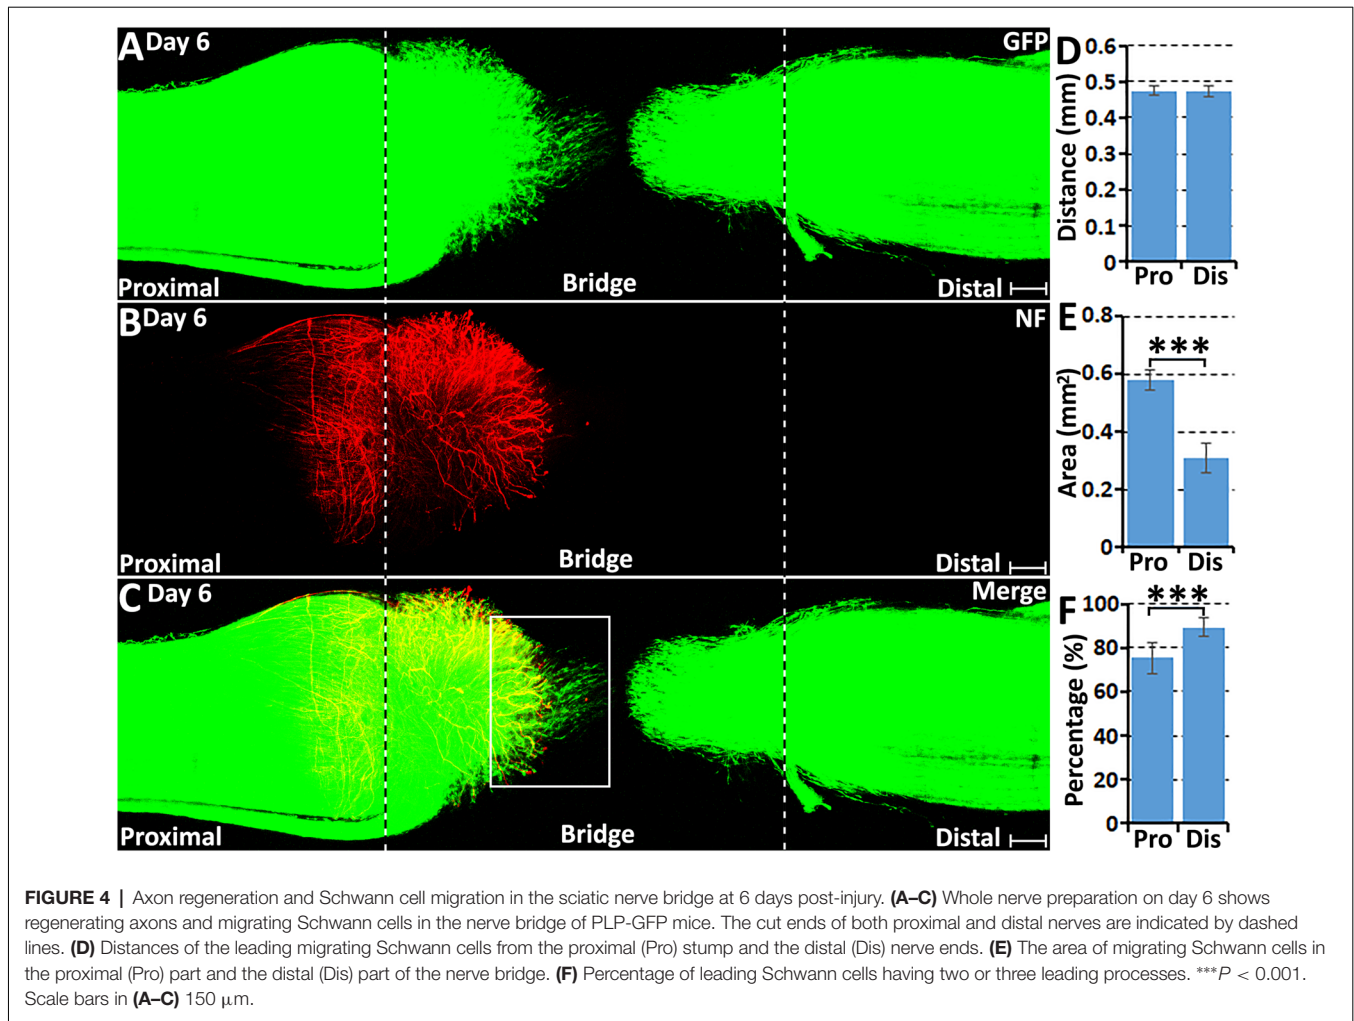 A Day 6
GFP
Proximal
Bridge
Distal
B Day 6
NF
Proximal
Bridge
Distal
C Day 6
Merge
Proximal
Bridge
Distal
D
Distance (mm)
0.6
0.5
0.4
0.3
0.2
0.1
0
Pro Dis
E
Area (mm²)
0.8
0.6
0.4
0.2
0
***
Pro Dis
F
Percentage (%)
100
80
60
40
20
0
***
Pro Dis
FIGURE 4 | Axon regeneration and Schwann cell migration in the sciatic nerve bridge at 6 days post-injury. (A–C) Whole nerve preparation on day 6 shows
regenerating axons and migrating Schwann cells in the nerve bridge of PLP-GFP mice. The cut ends of both proximal and distal nerves are indicated by dashed
lines. (D) Distances of the leading migrating Schwann cells from the proximal (Pro) stump and the distal (Dis) nerve ends. (E) The area of migrating Schwann cells in
the proximal (Pro) part and the distal (Dis) part of the nerve bridge. (F) Percentage of leading Schwann cells having two or three leading processes. ***P < 0.001.
Scale bars in (A–C) 150 μm.